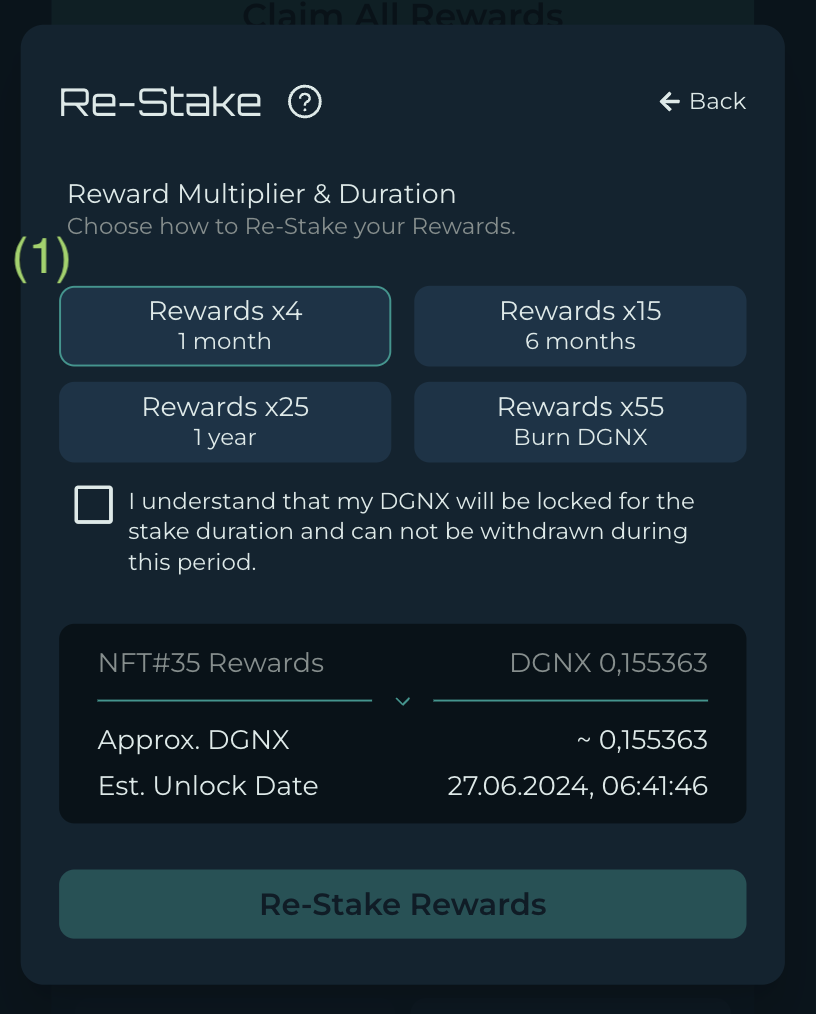 Claim All Rewards
Re-Stake ?
Back
Reward Multiplier & Duration
Choose how to Re-Stake your Rewards.
(1)
Rewards x4
1 month
Rewards x15
6 months
Rewards x25
1 year
Rewards x55
Burn DGNX
I understand that my DGNX will be locked for the
stake duration and can not be withdrawn during
this period.
NFT#35 Rewards DGNX 0,155363
Approx. DGNX ~ 0,155363
Est. Unlock Date 27.06.2024, 06:41:46
Re-Stake Rewards